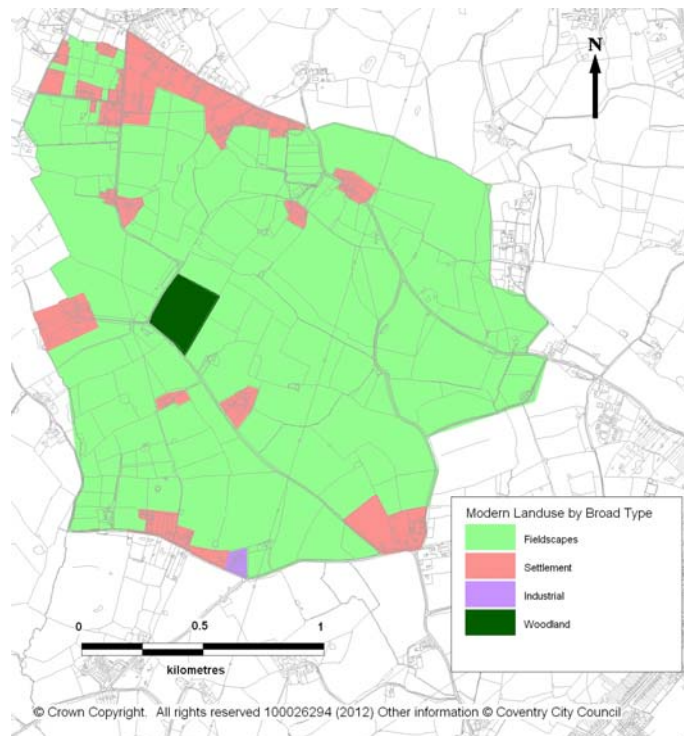 N
Modern Landuse by Broad Type
Fieldscapes
Settlement
Industrial
Woodland
0 0.5 1
kilometres
© Crown Copyright. All rights reserved 100026294 (2012) Other information © Coventry City Council